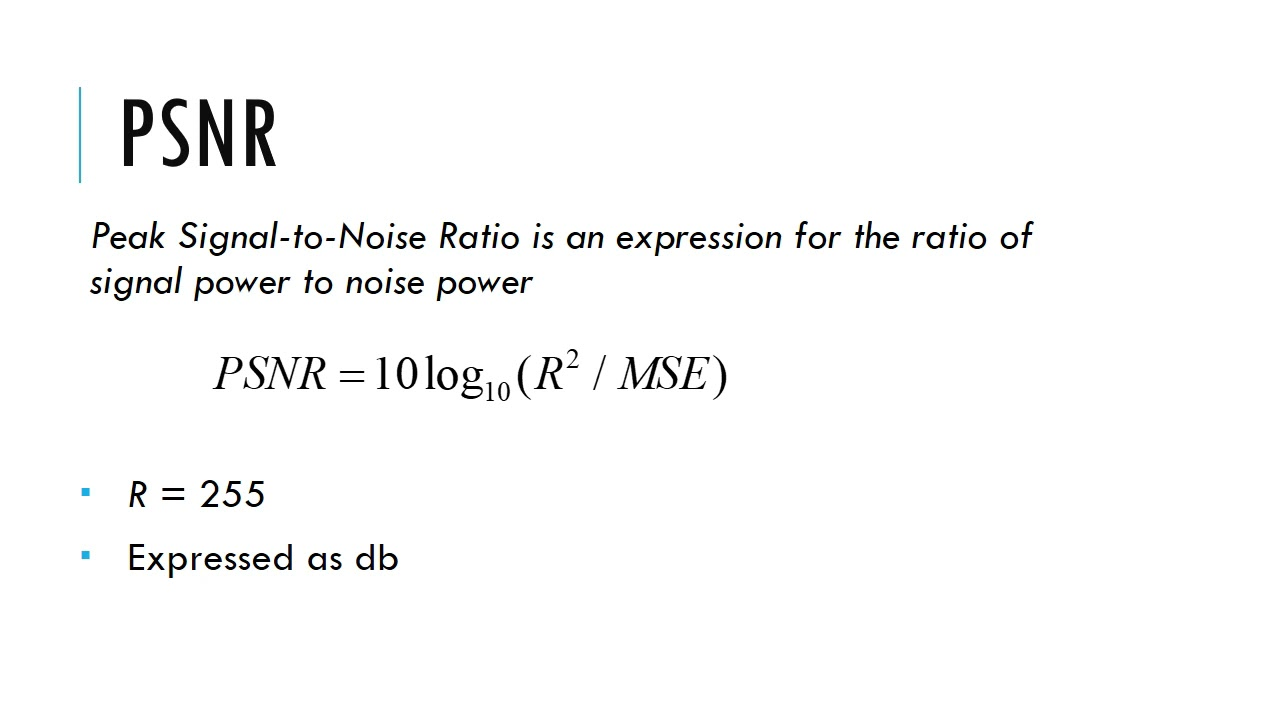 PSNR
Peak Signal-to-Noise Ratio is an expression for the ratio of
signal power to noise power
PSNR = 10 log₁₀ (R² / MSE)
▪ R = 255
▪ Expressed as db